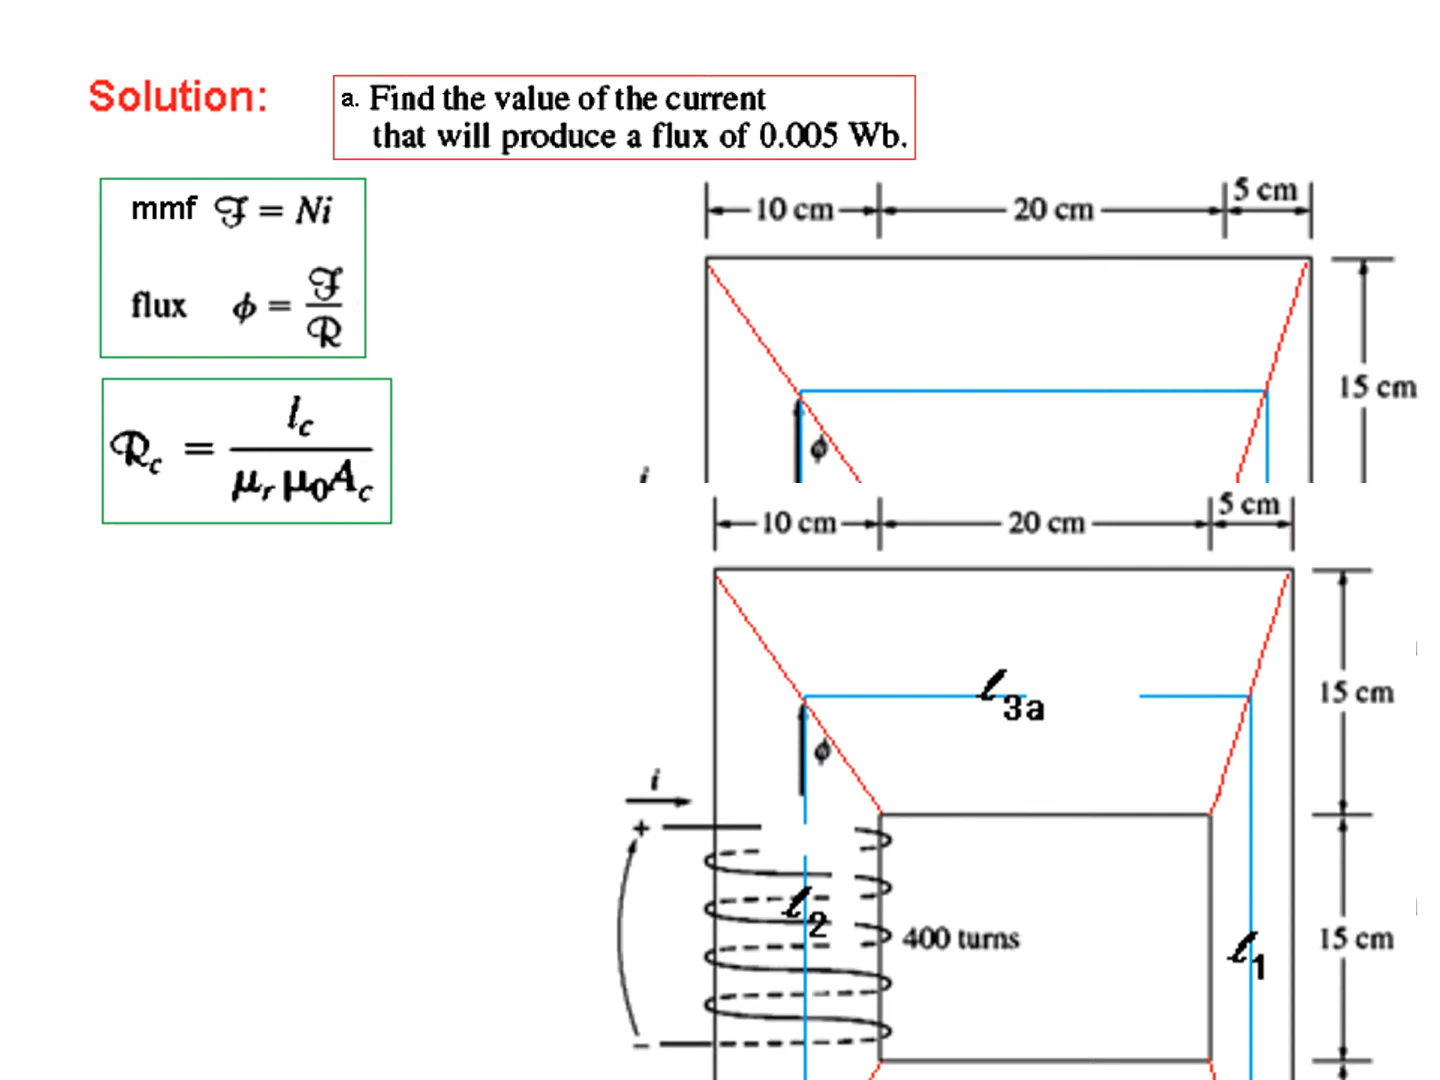 Solution:
a. Find the value of the current
that will produce a flux of 0.005 Wb.
mmf ℱ = Ni
flux ϕ = ℱ / ℛ
ℛc = lc / μr μ0Ac
10 cm 20 cm 5 cm
15 cm
ϕ
i
10 cm 20 cm 5 cm
15 cm
ℓ3a
ϕ
i
+
ℓ2
400 turns
ℓ1
15 cm
−